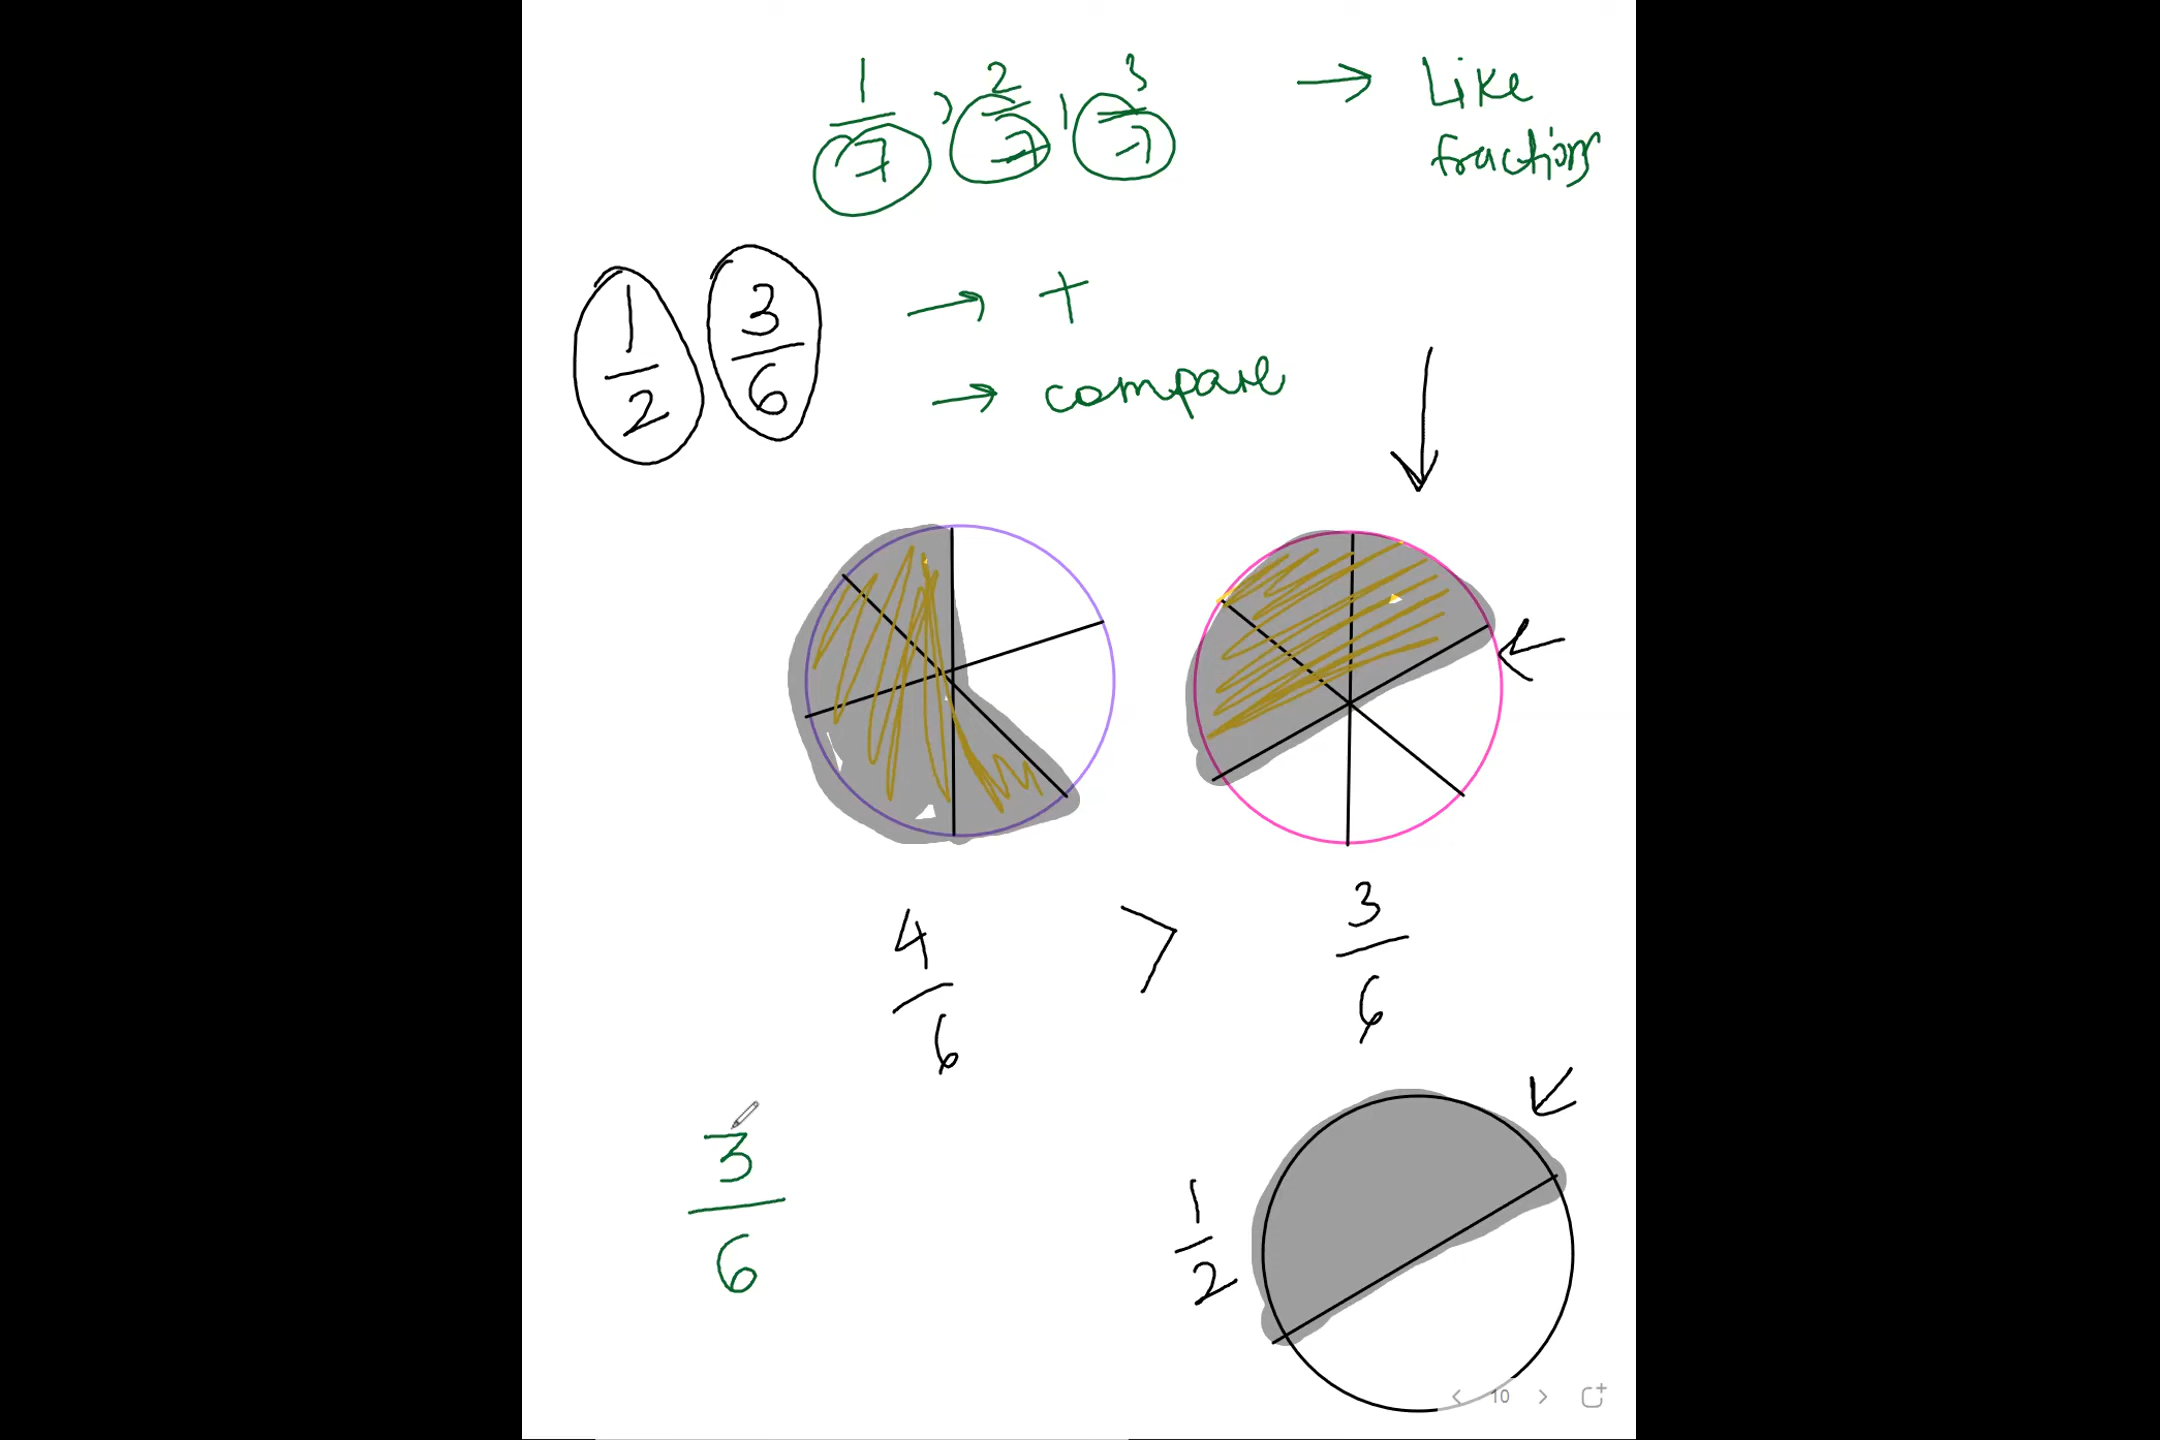 1/7 , 2/7 , 3/7 → Like
fractions
1/2 3/6 → +
→ compare
4/6 > 3/6
3/6
1/2
< 10 >